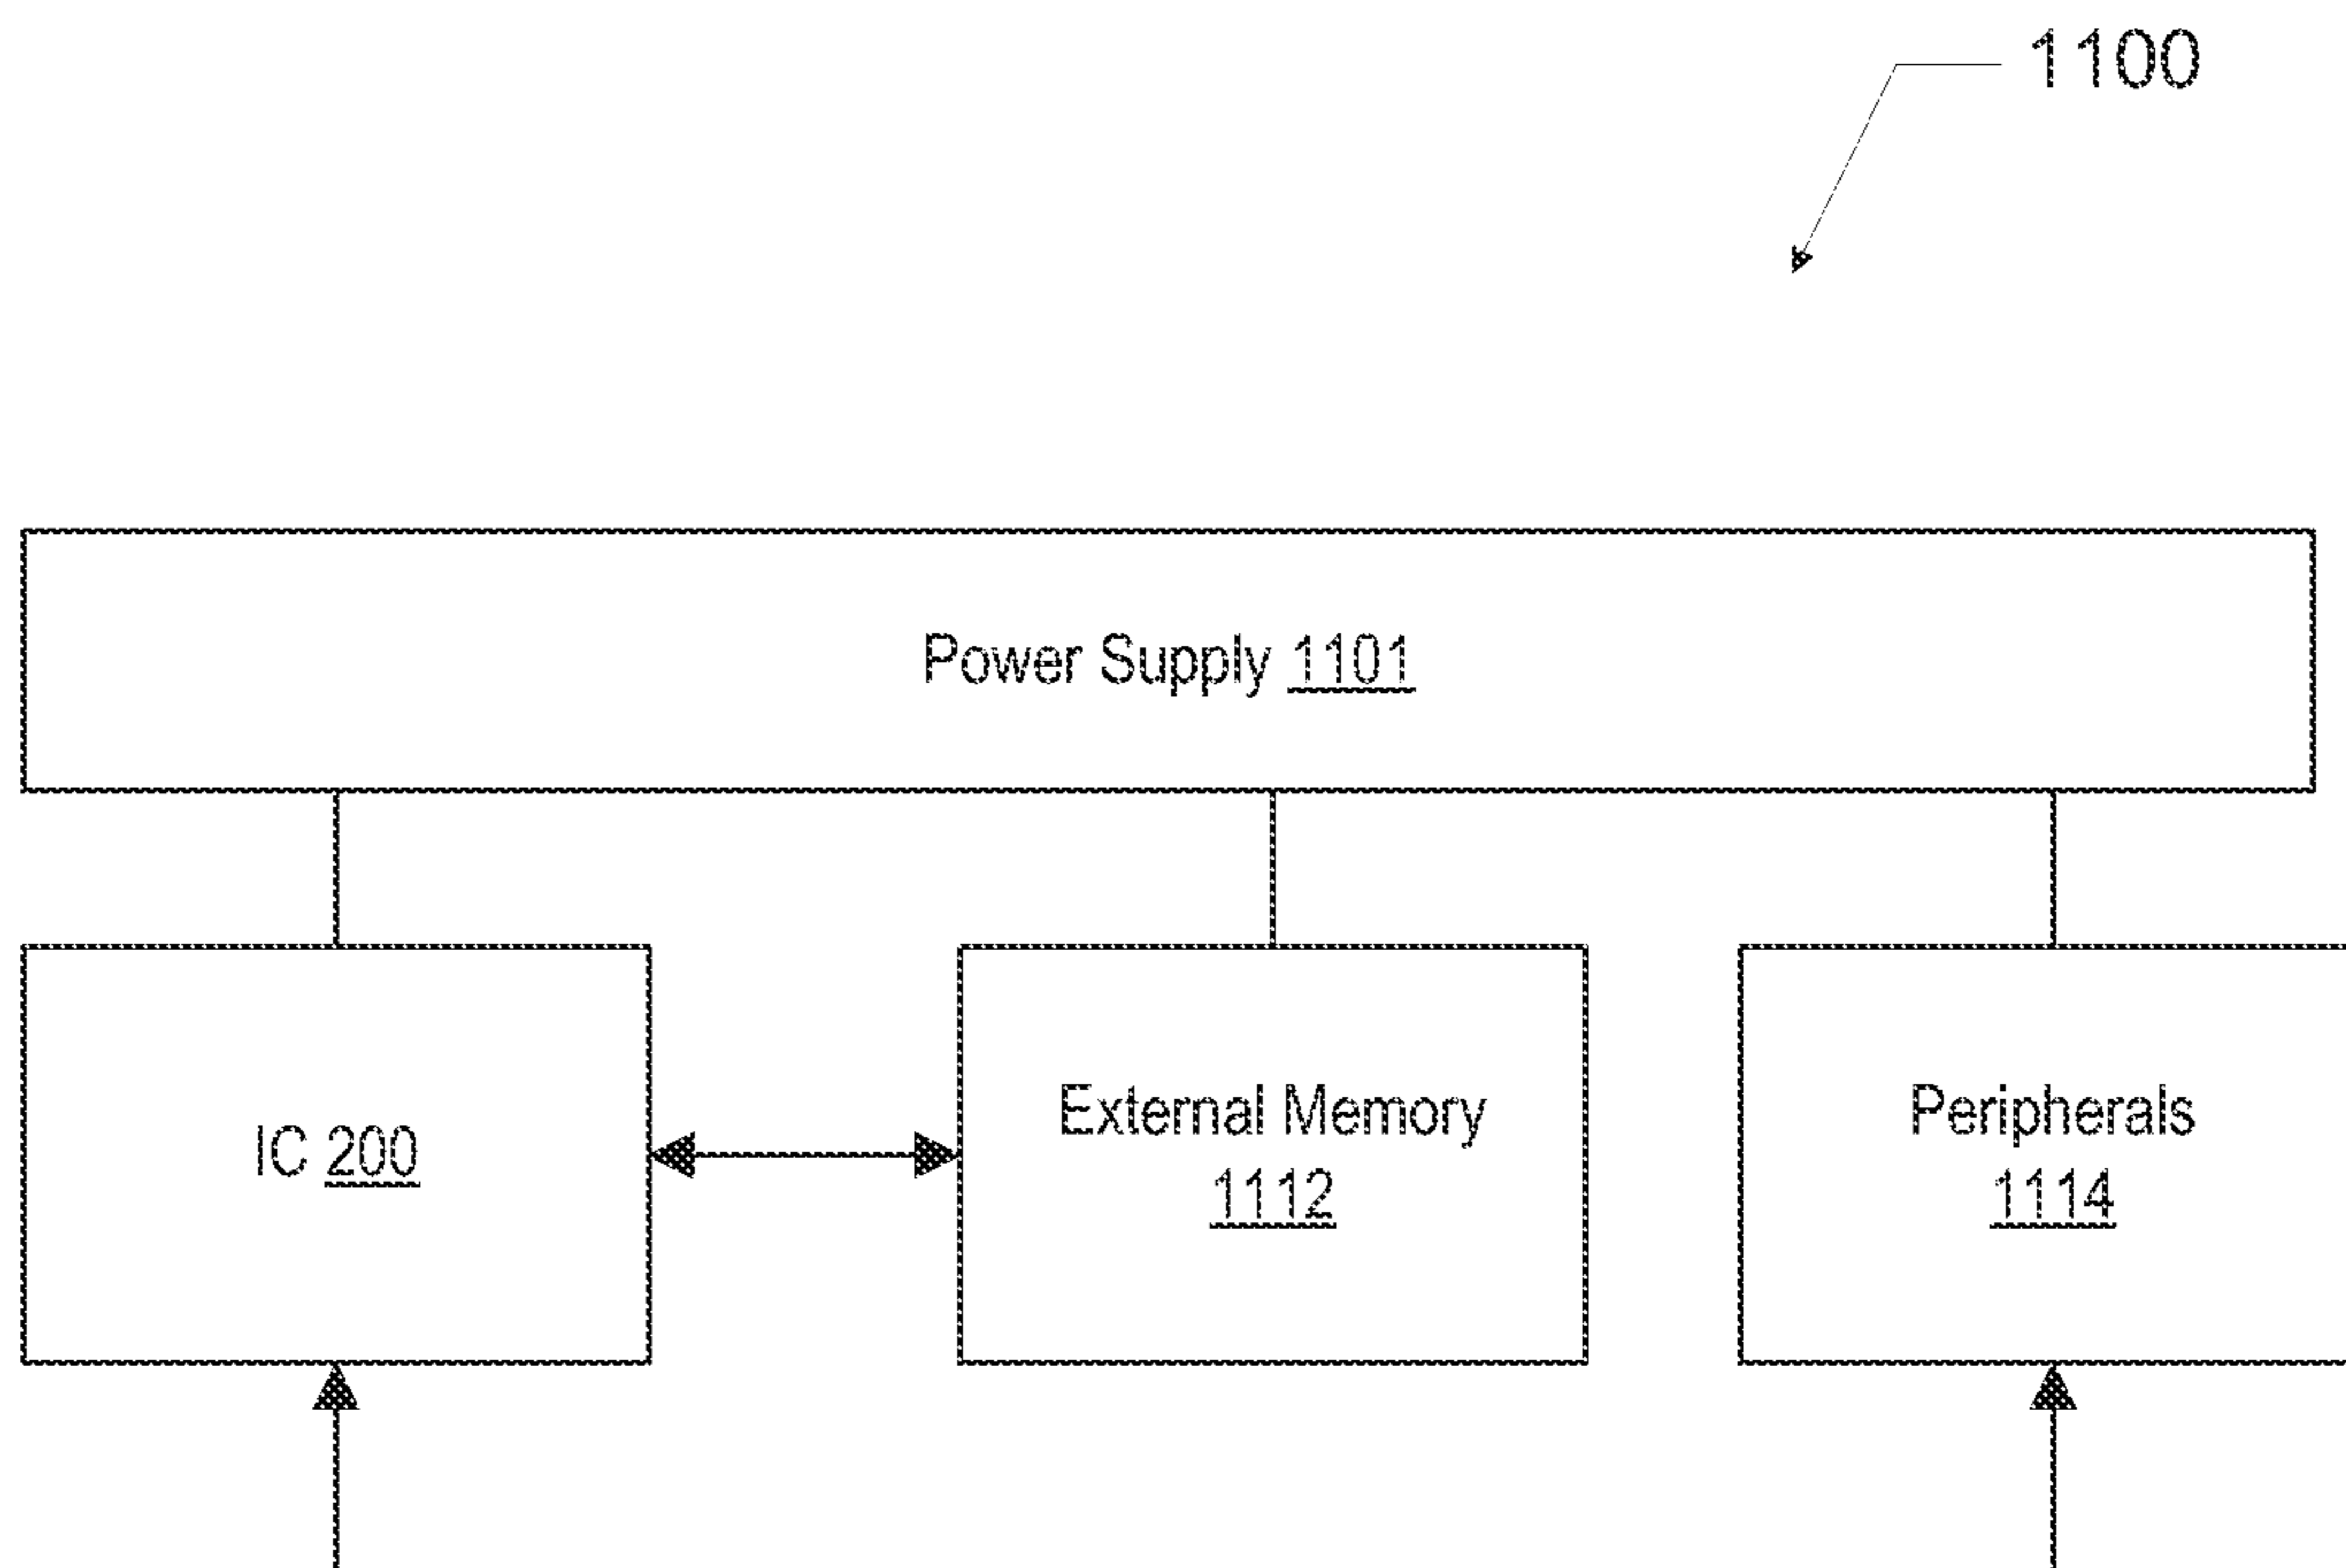 1100
Power Supply 1101
IC 200
External Memory
1112
Peripherals
1114